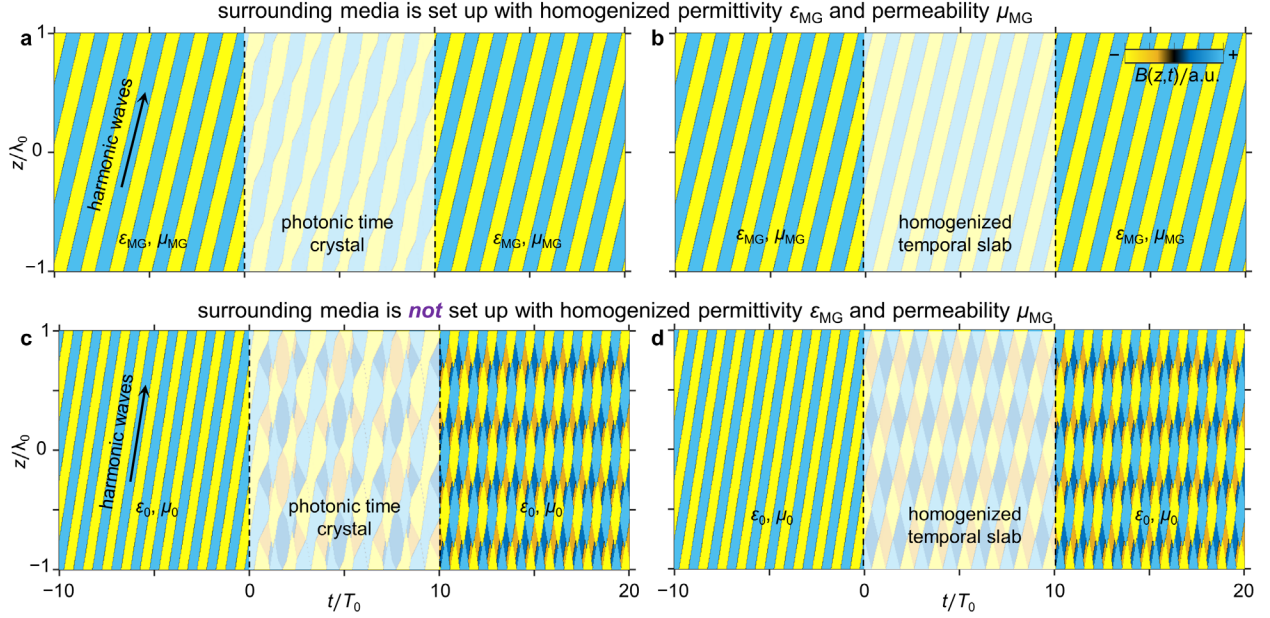 surrounding media is set up with homogenized permittivity εMG and permeability μMG
a
b
1
0
−1
z/λ0
harmonic waves
εMG, μMG
photonic time
crystal
εMG, μMG
− +
B(z,t)/a.u.
εMG, μMG
homogenized
temporal slab
εMG, μMG
surrounding media is not set up with homogenized permittivity εMG and permeability μMG
c
d
1
0
−1
z/λ0
harmonic waves
ε0, μ0
photonic time
crystal
ε0, μ0
ε0, μ0
homogenized
temporal slab
ε0, μ0
−10 0 10 20
t/T0
−10 0 10 20
t/T0